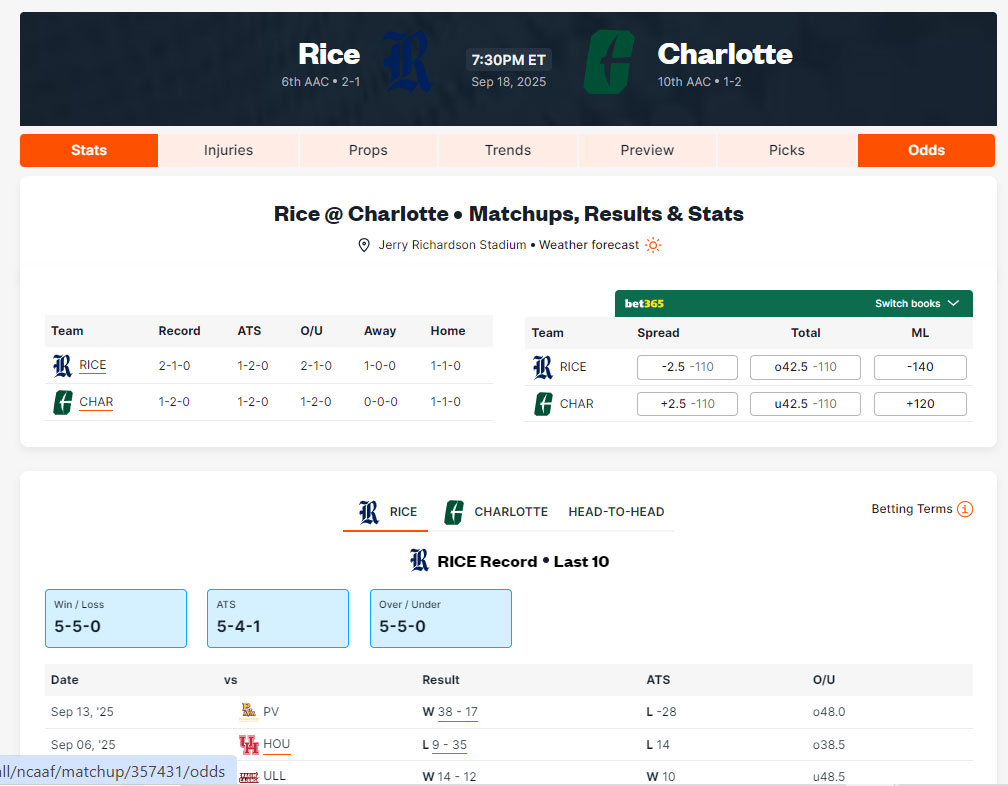 Rice
6th AAC • 2-1
7:30PM ET
Sep 18, 2025
Charlotte
10th AAC • 1-2
Stats Injuries Props Trends Preview Picks Odds
Rice @ Charlotte • Matchups, Results & Stats
Jerry Richardson Stadium • Weather forecast
Team Record ATS O/U Away Home
RICE 2-1-0 1-2-0 2-1-0 1-0-0 1-1-0
CHAR 1-2-0 1-2-0 1-2-0 0-0-0 1-1-0
bet365 Switch books
Team Spread Total ML
RICE -2.5 -110 o42.5 -110 -140
CHAR +2.5 -110 u42.5 -110 +120
RICE CHARLOTTE HEAD-TO-HEAD
Betting Terms
RICE Record • Last 10
Win / Loss
5-5-0
ATS
5-4-1
Over / Under
5-5-0
Date vs Result ATS O/U
Sep 13, '25 PV W 38 - 17 L -28 o48.0
Sep 06, '25 HOU L 9 - 35 L 14 o38.5
ULL W 14 - 12 W 10 u48.5
all/ncaaf/matchup/357431/odds